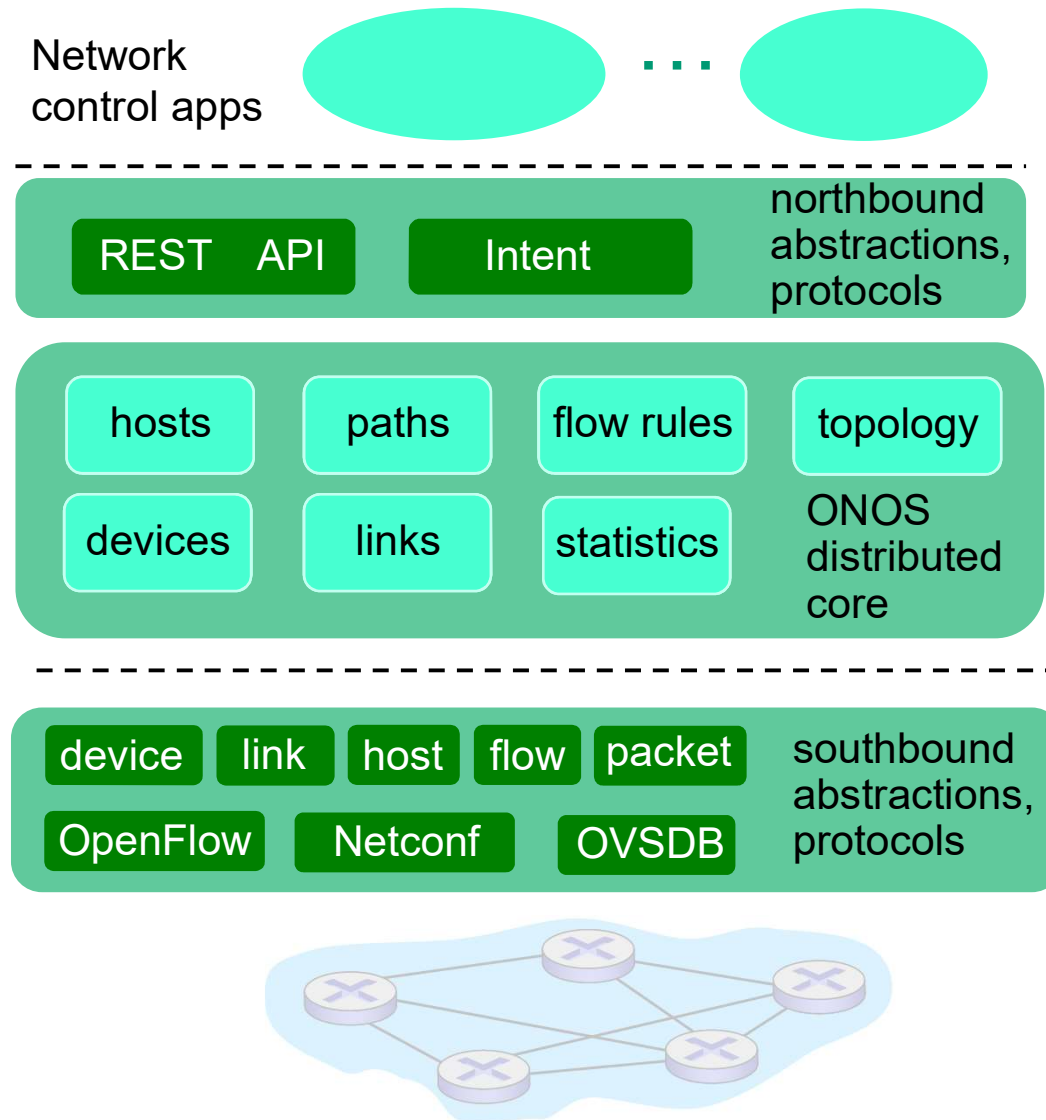 Network
control apps
...
REST API
Intent
northbound
abstractions,
protocols
hosts
paths
flow rules
topology
devices
links
statistics
ONOS
distributed
core
device
link
host
flow
packet
OpenFlow
Netconf
OVSDB
southbound
abstractions,
protocols